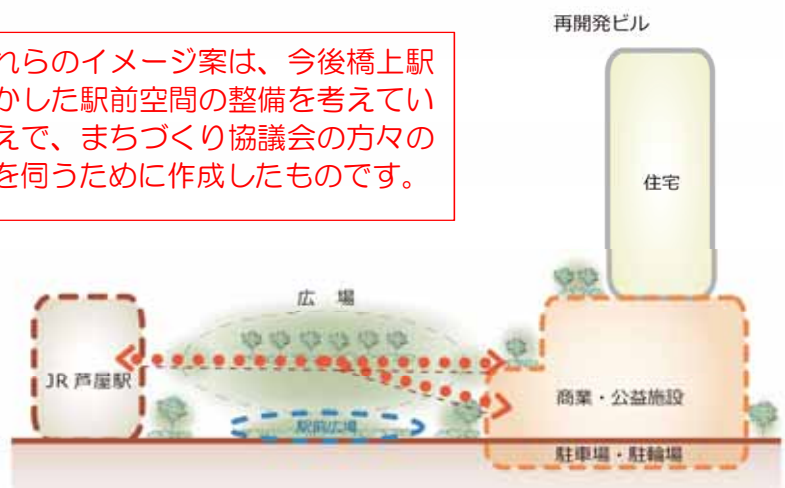 再開発ビル
れらのイメージ案は、今後橋上駅
かした駅前空間の整備を考えてい
えで、まちづくり協議会の方々の
を伺うために作成したものです。
住宅
広 場
JR 芦屋駅
駅前広場
商業・公益施設
駐車場・駐輪場